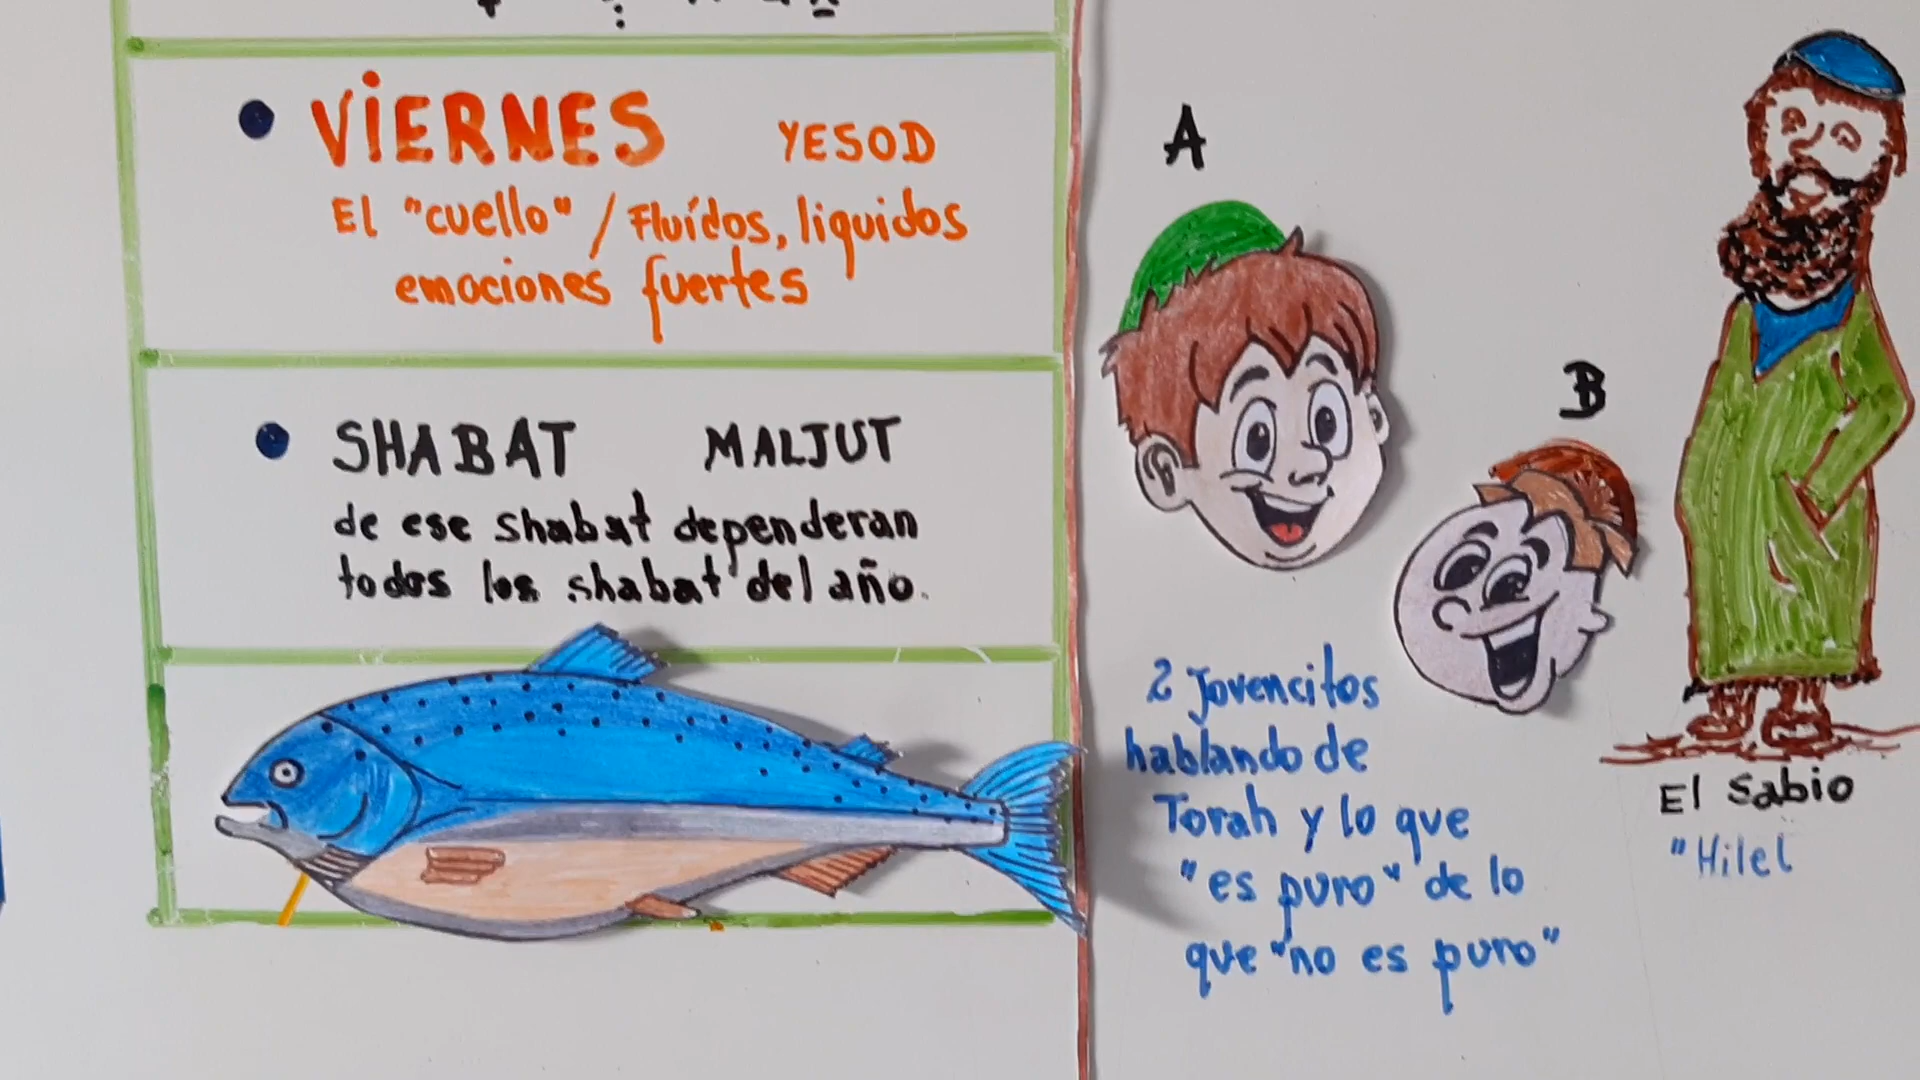 VIERNES YESOD
El "cuello" / Fluídos, liquidos
emociones fuertes
SHABAT MALJUT
de ese shabat dependeran
todos los shabat del año.
A
B
2 Jovencitos
hablando de
Torah y lo que
"es puro" de lo
que "no es puro"
El Sabio
"Hilel